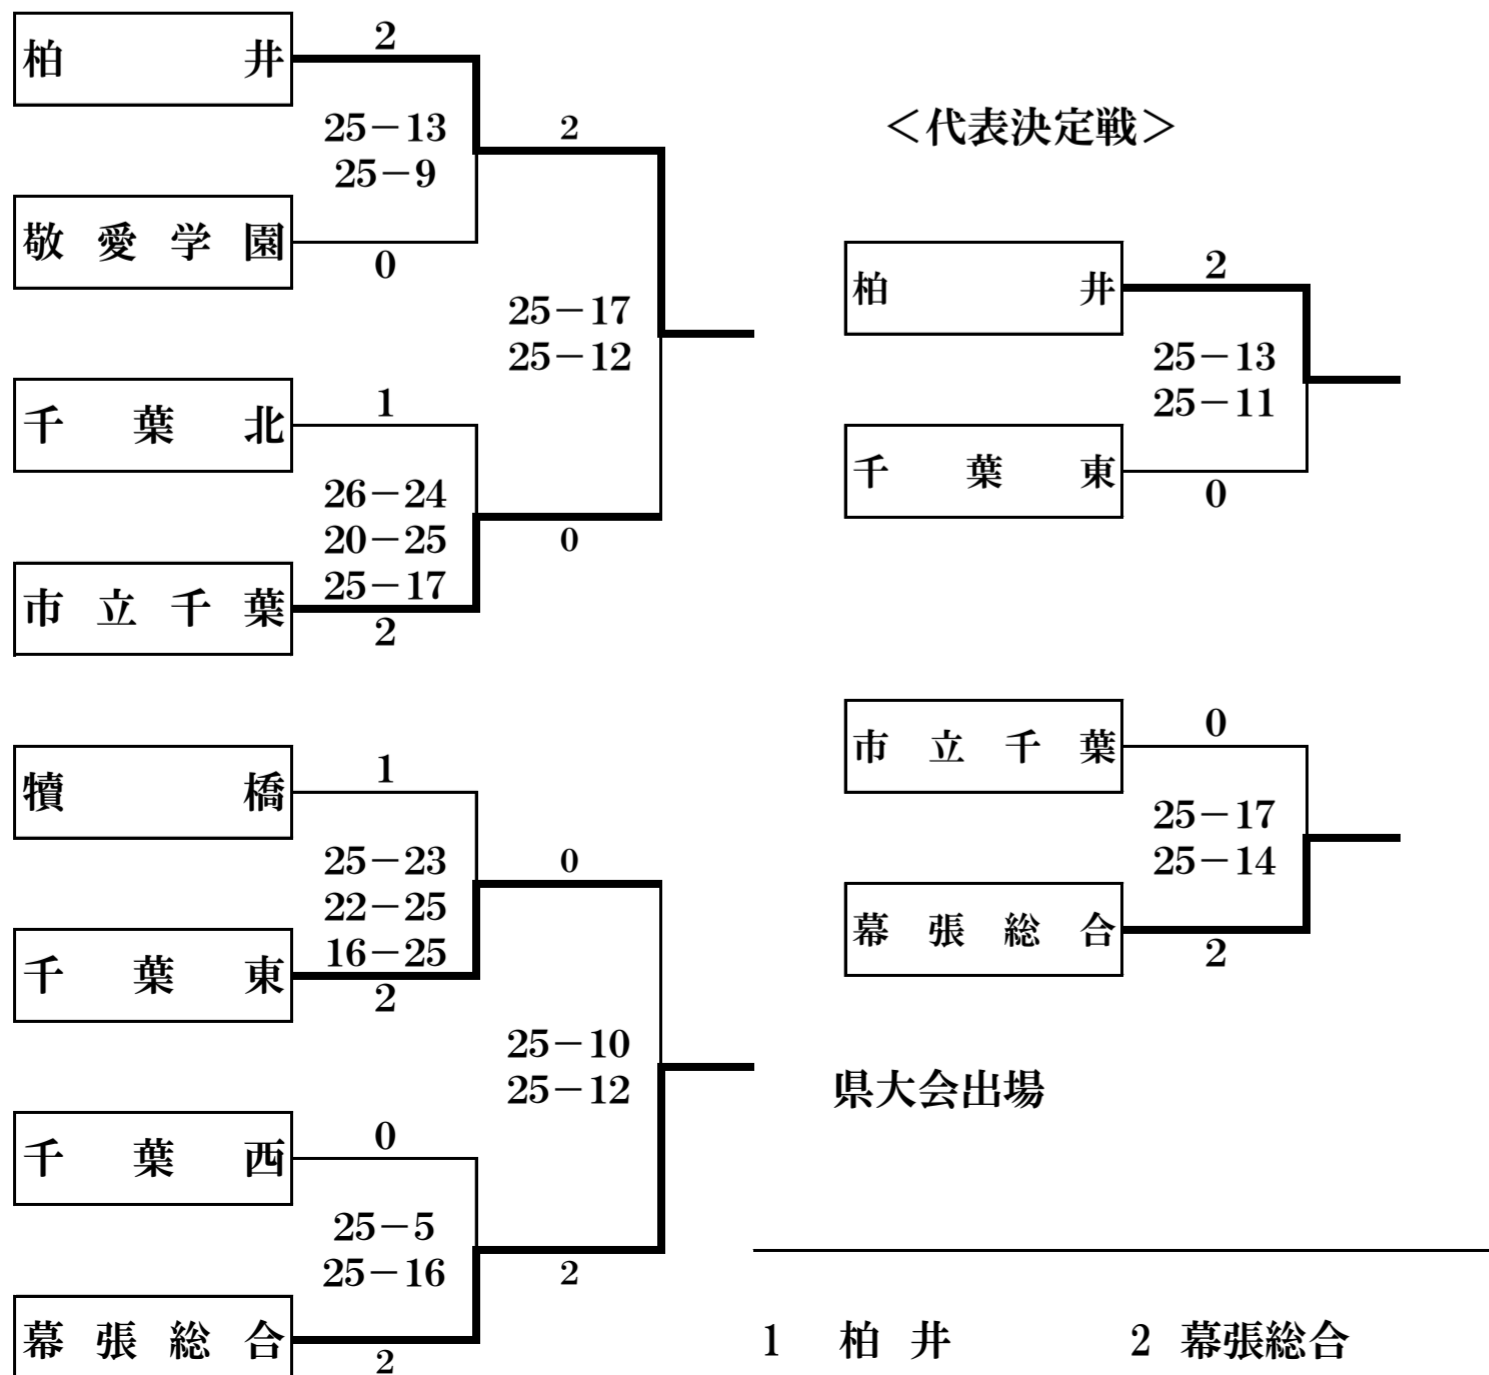 柏井
2
25-13
25-9
敬愛学園
0
2
25-17
25-12
千葉北
1
26-24
20-25
25-17
市立千葉
2
0
犢橋
1
25-23
22-25
16-25
千葉東
2
0
25-10
25-12
千葉西
0
25-5
25-16
幕張総合
2
2
＜代表決定戦＞
柏井
2
25-13
25-11
千葉東
0
市立千葉
0
25-17
25-14
幕張総合
2
県大会出場
1 柏井 2 幕張総合